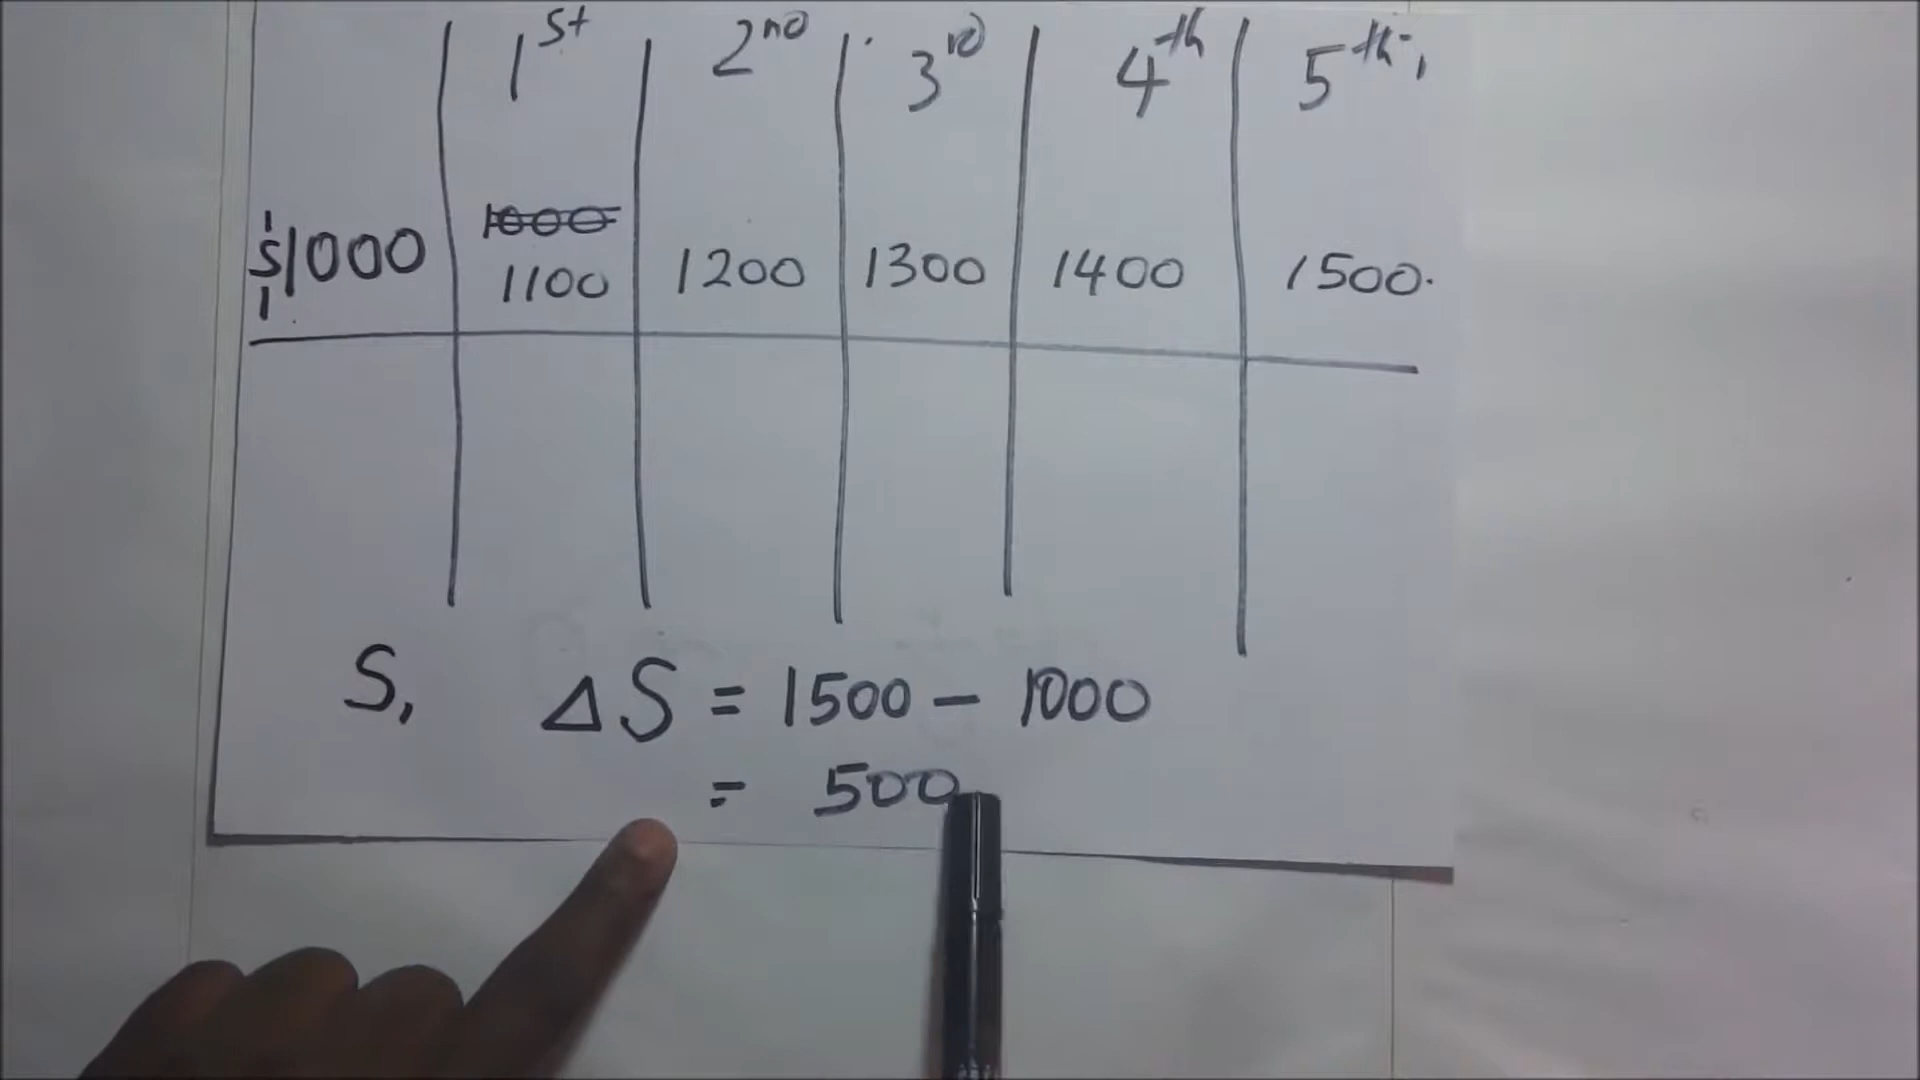 1st 2nd 3rd 4th 5th
1000
$1000 1100 1200 1300 1400 1500.
S, ΔS = 1500 - 1000
= 500